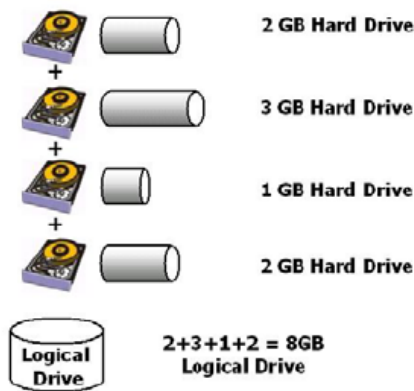 2 GB Hard Drive
+
3 GB Hard Drive
+
1 GB Hard Drive
+
2 GB Hard Drive
Logical
Drive
2+3+1+2 = 8GB
Logical Drive